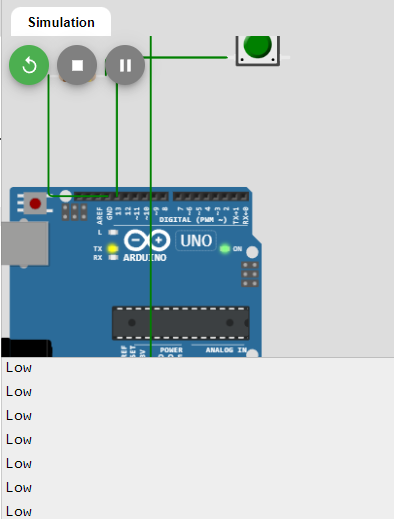 Simulation
AREF
GND
13
12
~11
~10
~9
8
7
~6
~5
4
~3
2
TX→1
RX←0
DIGITAL (PWM ~)
L
TX
RX
UNO
ARDUINO
ON
POWER
ANALOG IN
Low
Low
Low
Low
Low
Low
Low